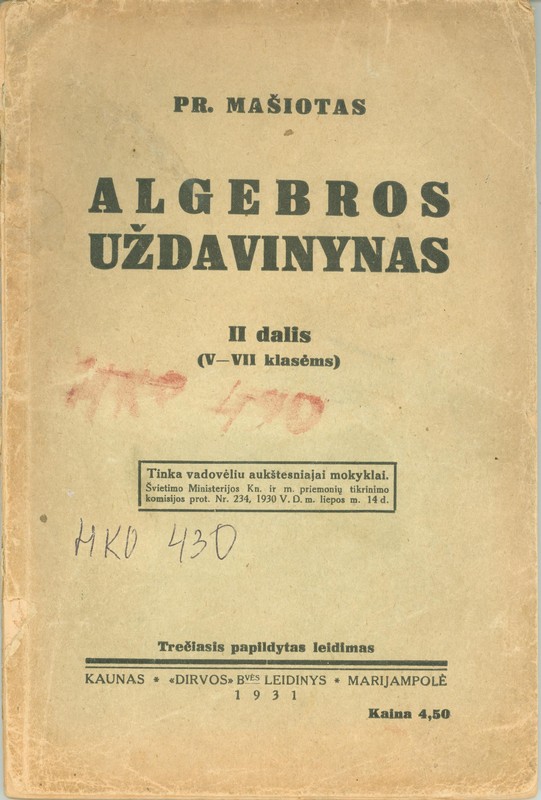 PR. MAŠIOTAS
ALGEBROS
UŽDAVINYNAS
II dalis
(V—VII klasėms)
HKO 430
Tinka vadovėliu aukštesniajai mokyklai.
Švietimo Ministerijos Kn. ir m. priemonių tikrinimo
komisijos prot. Nr. 234, 1930 V. D. m. liepos m. 14 d.
Trečiasis papildytas leidimas
KAUNAS * «DIRVOS» Bvės LEIDINYS * MARIJAMPOLĖ
1931
Kaina 4,50